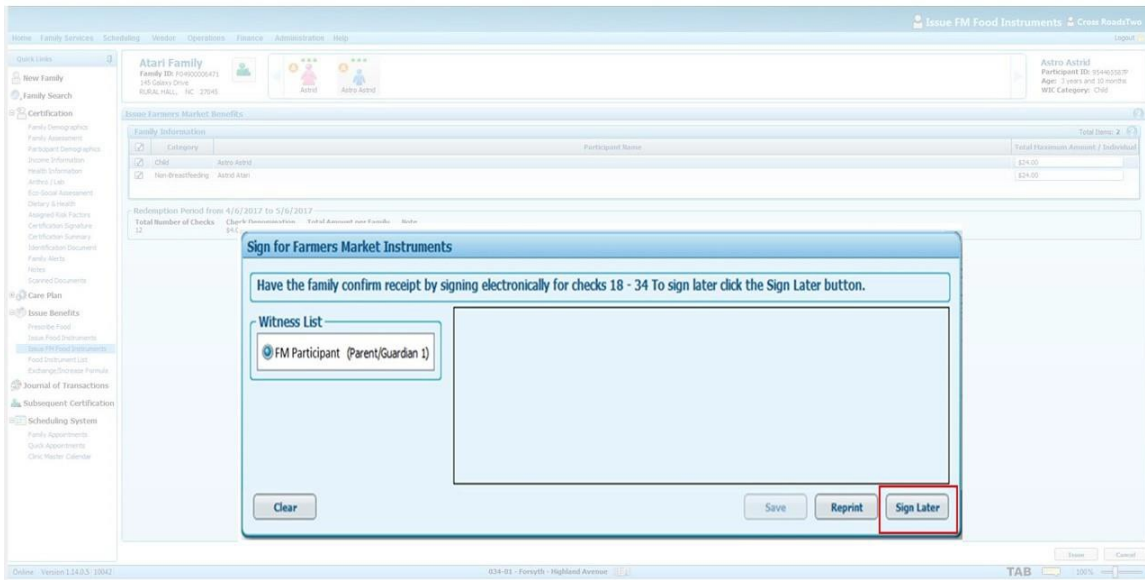 Issue FM Food Instruments Cross RoadsTwo
Home Family Services Scheduling Vendor Operations Finance Administration Help Logout
Quick Links
New Family
Family Search
Certification
Family Demographics
Family Assessment
Participant Demographics
Income Information
Health Information
Anthro / Lab
Eco-Social Assessment
Dietary & Health
Assigned Risk Factors
Certification Signature
Certification Summary
Identification Document
Family Alerts
Notes
Scanned Documents
Care Plan
Issue Benefits
Prescribe Food
Issue Food Instruments
Issue FM Food Instruments
Food Instrument List
Exchange/Increase Formula
Journal of Transactions
Subsequent Certification
Scheduling System
Family Appointments
Quick Appointments
Clinic Master Calendar
Atari Family
Family ID:
145 Galaxy Drive
RURAL HALL, NC 27045
Astrid
Astro Astrid
Astro Astrid
Participant ID:
Age: 3 years and 10 months
WIC Category: Child
Issue Farmers Market Benefits
Family Information Total Items: 2
Category Participant Name Total Maximum Amount / Individual
Child Astro Astrid $24.00
Non-Breastfeeding Astrid Atari $24.00
Redemption Period from 4/6/2017 to 5/6/2017
Total Number of Checks Check Denomination Total Amount per Family Note
12
Sign for Farmers Market Instruments
Have the family confirm receipt by signing electronically for checks 18 - 34 To sign later click the Sign Later button.
Witness List
FM Participant (Parent/Guardian 1)
Clear Save Reprint Sign Later
Issue Cancel
Online Version 1.14.0.5 10042 034-01 - Forsyth - Highland Avenue TAB 100%